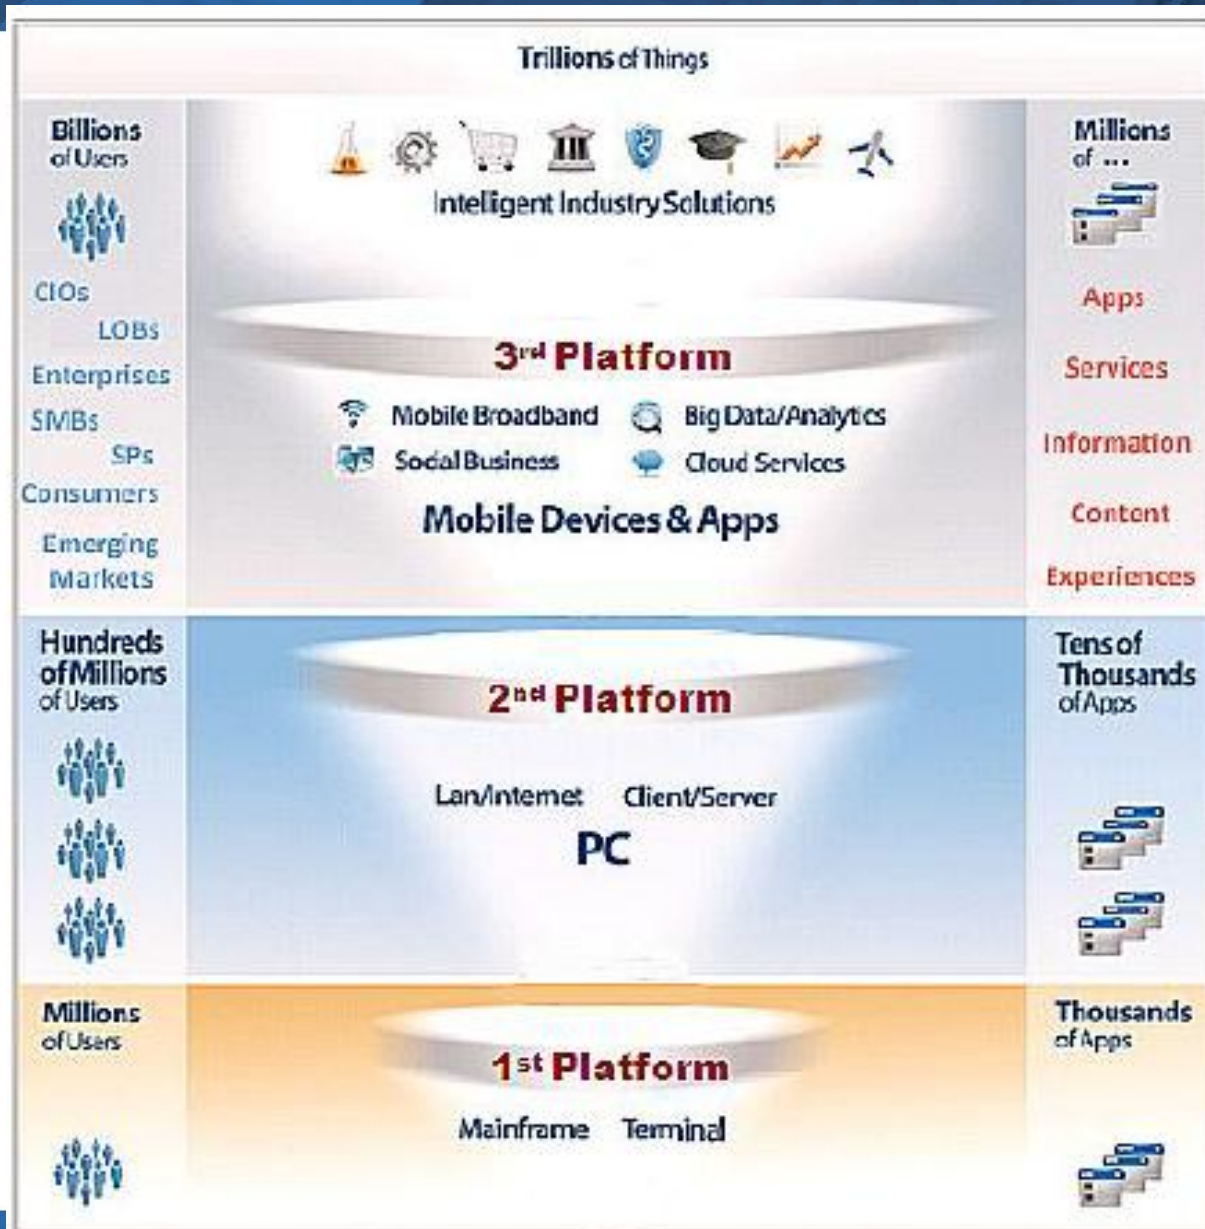 Trillions of Things
Billions
of Users
Millions
of ...
Intelligent Industry Solutions
CIOs
LOBs
Enterprises
SMBs
SPs
Consumers
Emerging
Markets
3rd Platform
Mobile Broadband
Big Data/Analytics
Social Business
Cloud Services
Mobile Devices & Apps
Apps
Services
Information
Content
Experiences
Hundreds
of Millions
of Users
2nd Platform
Lan/Internet
Client/Server
PC
Tens of
Thousands
of Apps
Millions
of Users
1st Platform
Mainframe
Terminal
Thousands
of Apps